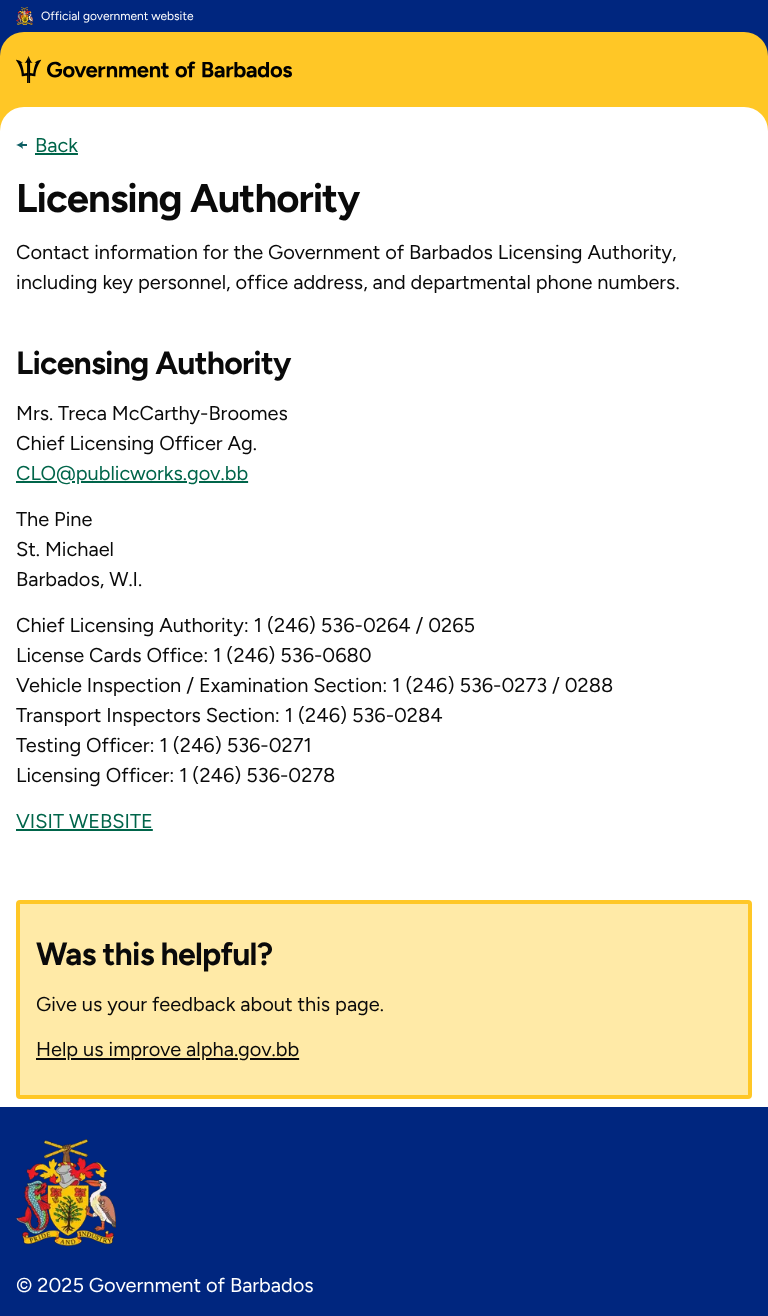 Official government website
Government of Barbados
Back
Licensing Authority
Contact information for the Government of Barbados Licensing Authority,
including key personnel, office address, and departmental phone numbers.
Licensing Authority
Mrs. Treca McCarthy-Broomes
Chief Licensing Officer Ag.
CLO@publicworks.gov.bb
The Pine
St. Michael
Barbados, W.I.
Chief Licensing Authority: 1 (246) 536-0264 / 0265
License Cards Office: 1 (246) 536-0680
Vehicle Inspection / Examination Section: 1 (246) 536-0273 / 0288
Transport Inspectors Section: 1 (246) 536-0284
Testing Officer: 1 (246) 536-0271
Licensing Officer: 1 (246) 536-0278
VISIT WEBSITE
Was this helpful?
Give us your feedback about this page.
Help us improve alpha.gov.bb
PRIDE AND INDUSTRY
© 2025 Government of Barbados